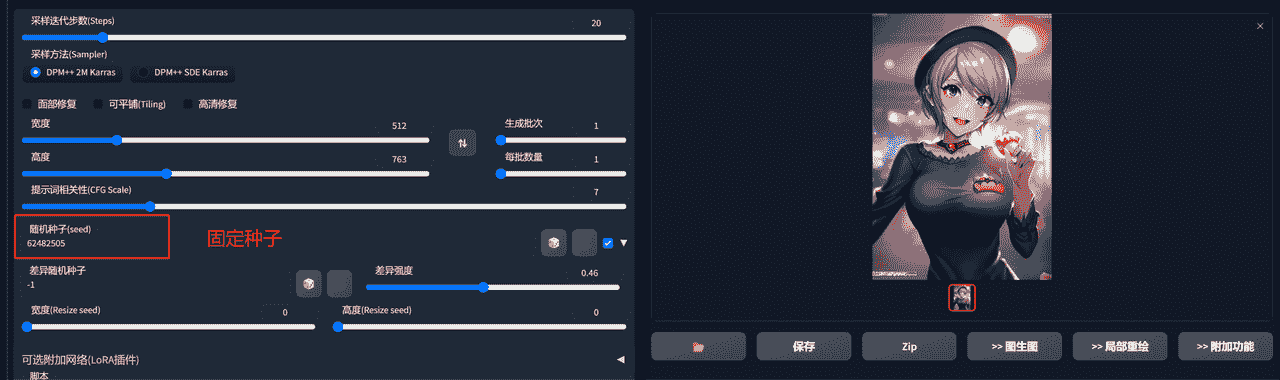 采样迭代步数(Steps)
20
采样方法(Sampler)
DPM++ 2M Karras
DPM++ SDE Karras
面部修复
可平铺(Tiling)
高清修复
宽度
512
生成批次
1
高度
763
每批数量
1
提示词相关性(CFG Scale)
7
随机种子(seed)
62482505
固定种子
差异随机种子
-1
差异强度
0.46
宽度(Resize seed)
0
高度(Resize seed)
0
可选附加网络(LoRA插件)
脚本
保存
Zip
>> 图生图
>> 局部重绘
>> 附加功能